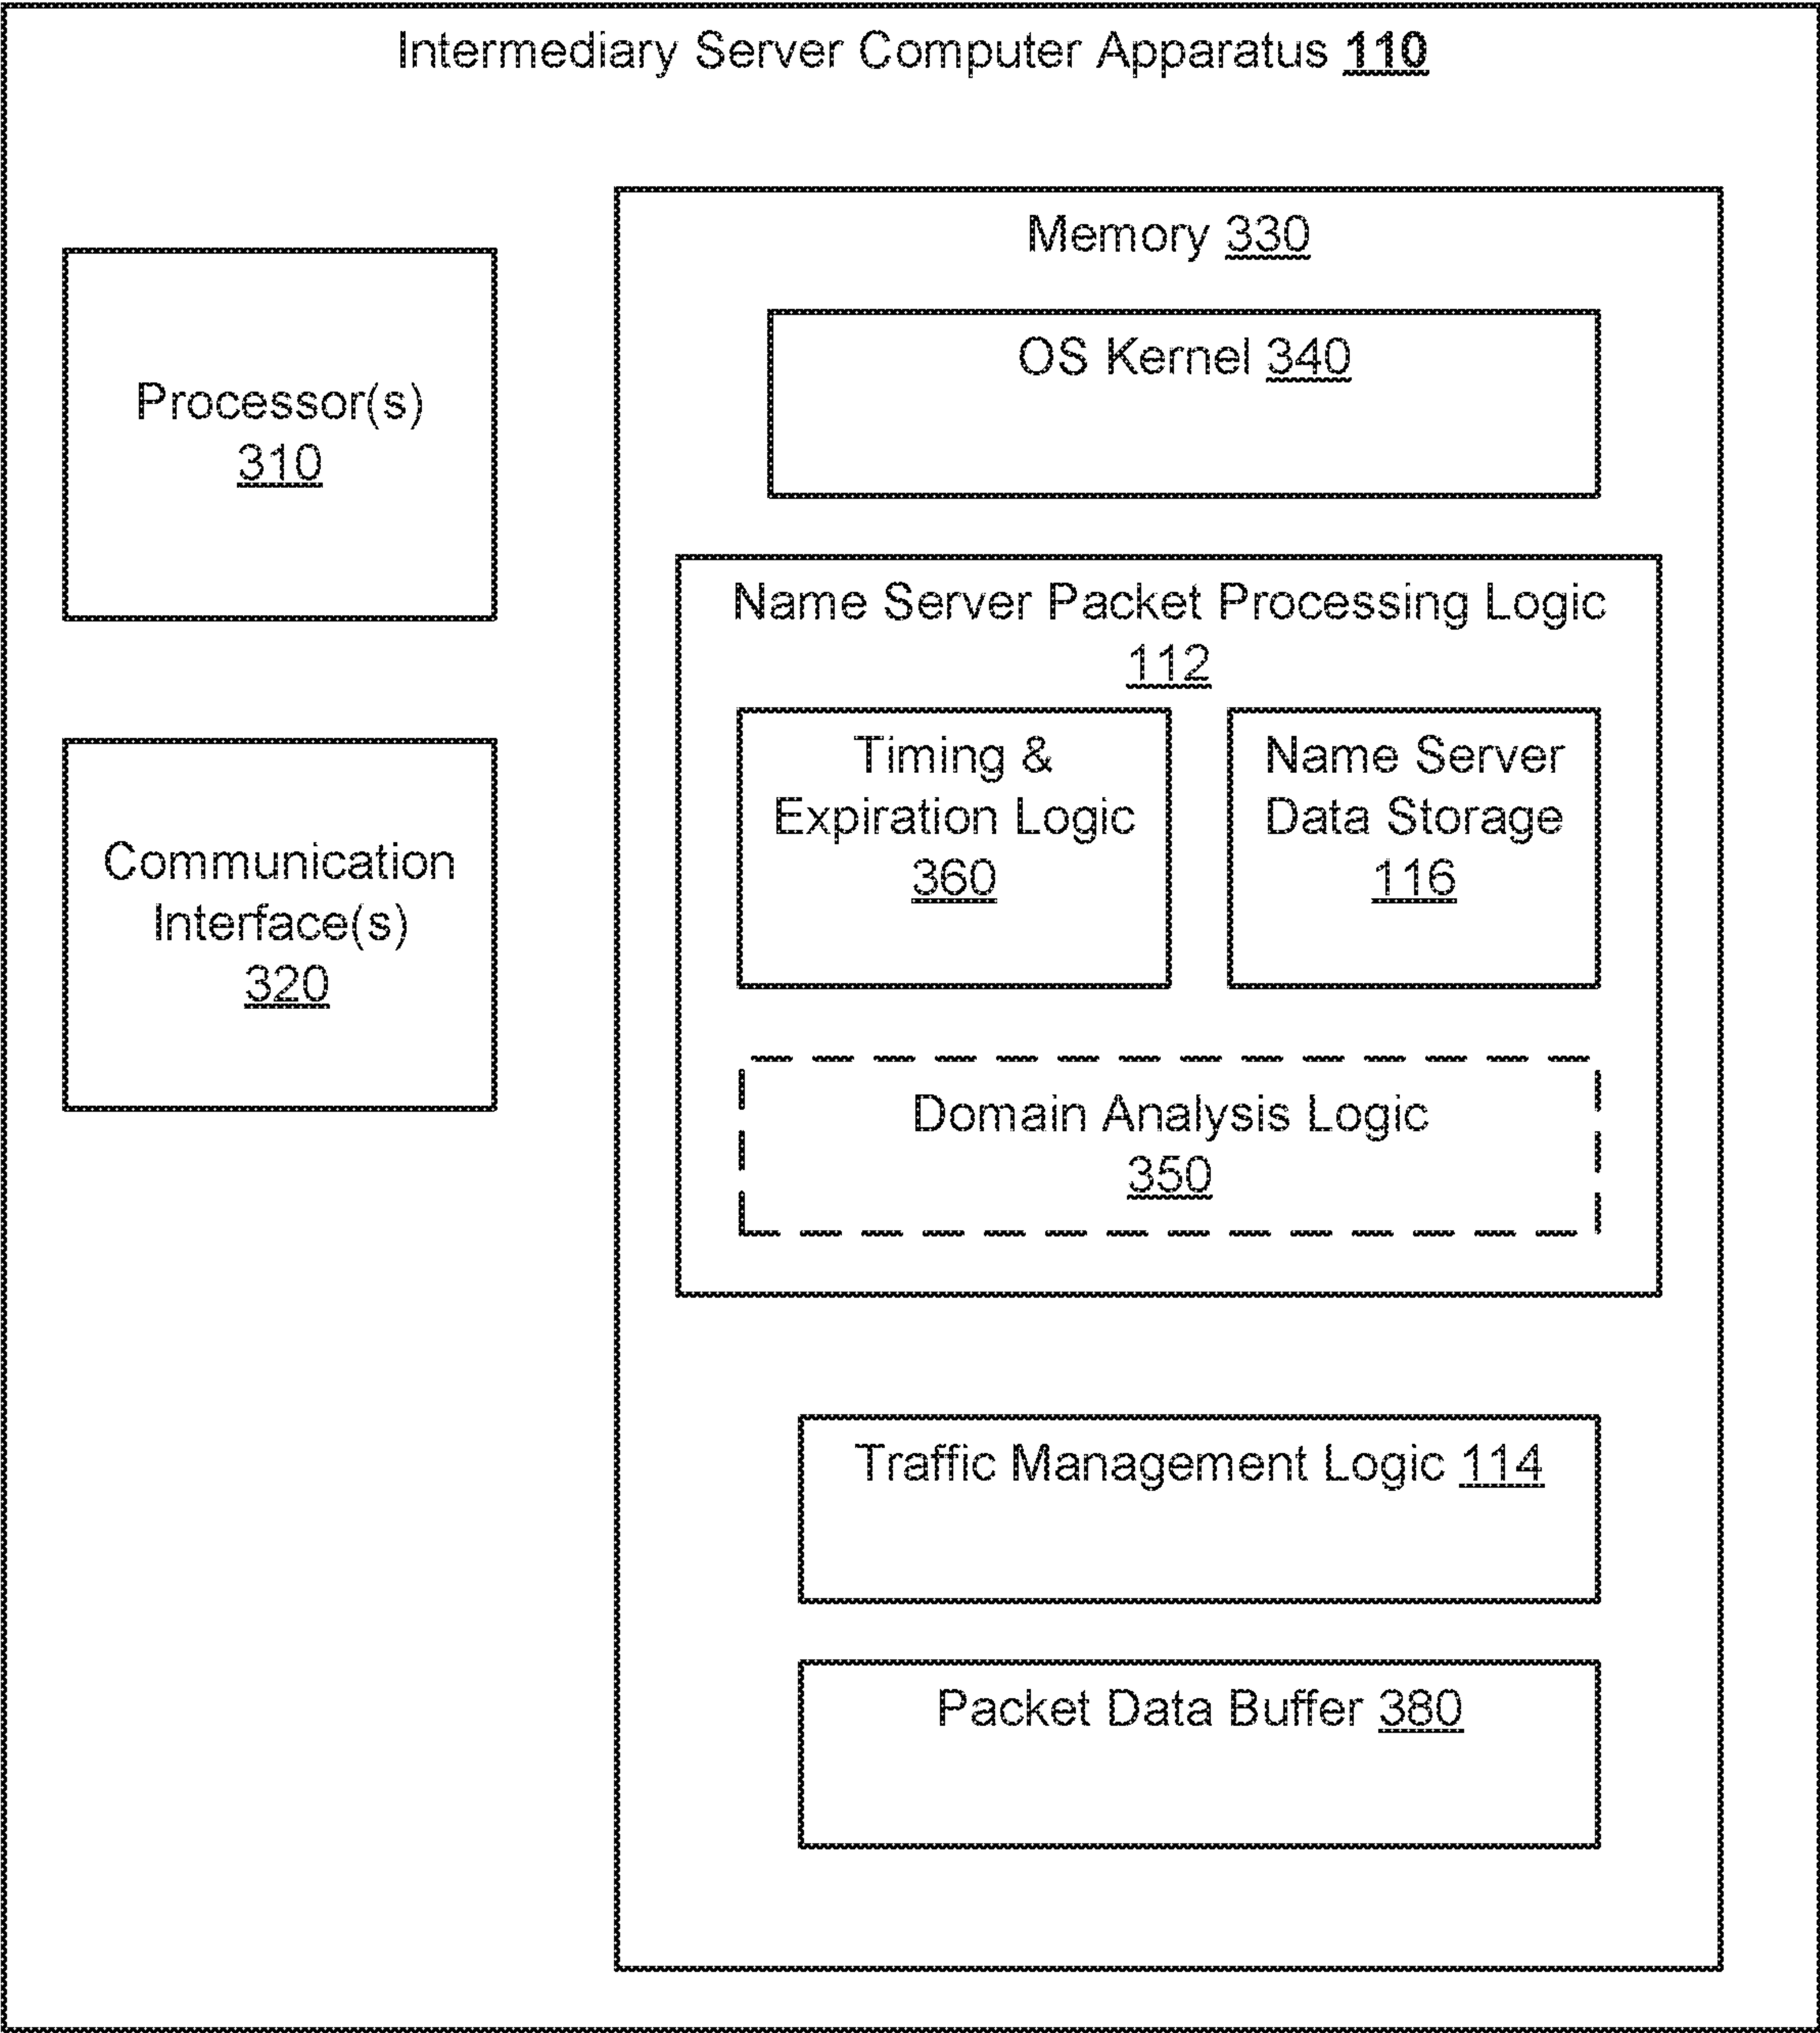 Intermediary Server Computer Apparatus 110
Processor(s)
310
Communication
Interface(s)
320
Memory 330
OS Kernel 340
Name Server Packet Processing Logic
112
Timing &
Expiration Logic
360
Name Server
Data Storage
116
Domain Analysis Logic
350
Traffic Management Logic 114
Packet Data Buffer 380